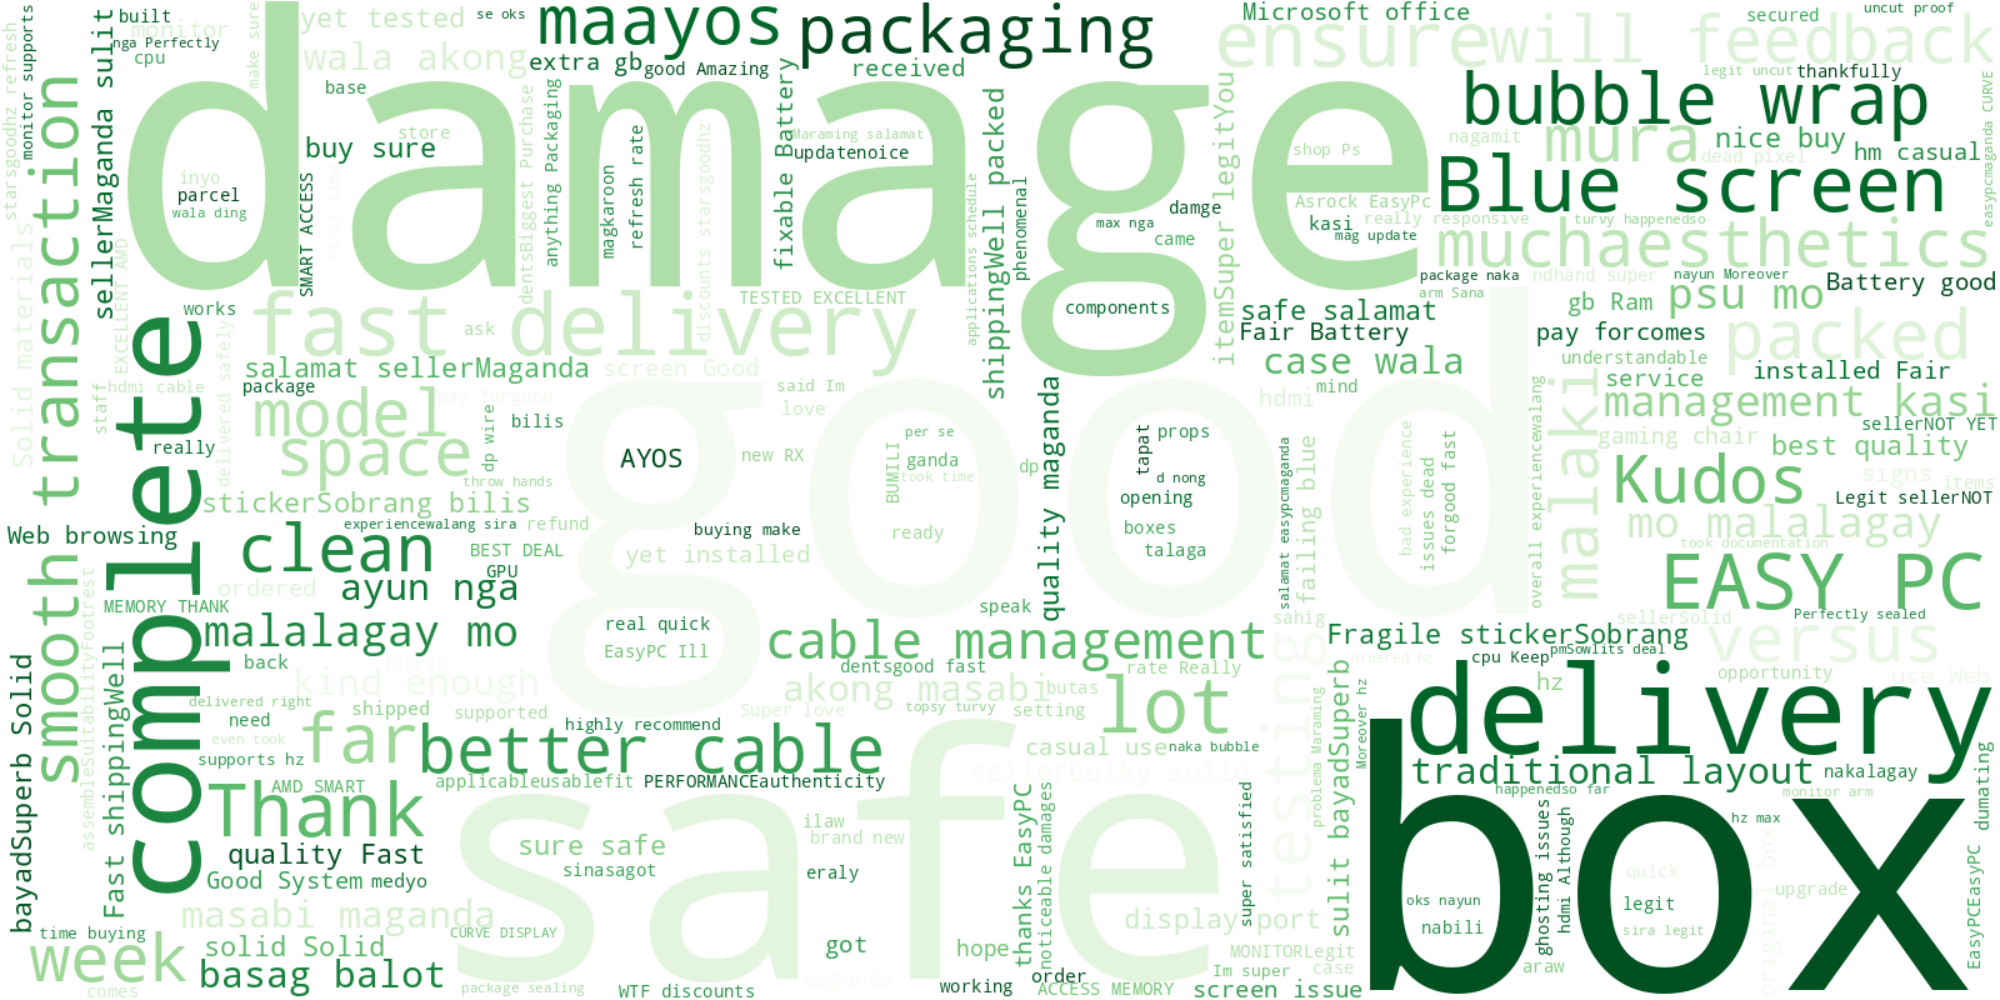 damage
good
safe
box
complete
delivery
packaging
maayos
bubble wrap
Blue screen
EASY PC
Kudos
better cable
cable management
fast delivery
smooth transaction
Thank
clean
far
lot
week
space
model
packed
versus
mura
malaki
testing
ensure
will feedback
muchaesthetics
psu mo
management kasi
mo malalagay
malalagay mo
ayun nga
basag balot
traditional layout
Fragile stickerSobrang
stickerSobrang bilis
salamat sellerMaganda
sellerMaganda sulit
shippingWell packed
Fast shippingWell
bayadSuperb Solid
sulit bayadSuperb
quality maganda
masabi maganda
akong masabi
wala akong
kind enough
yet tested
yet installed
sellerbulky solid
display port
screen issue
case wala
safe salamat
Fair Battery
Battery good
installed Fair
fixable Battery
itemSuper legitYou
Solid materials
Microsoft office
nice buy
hm casual
casual use
use Web
Web browsing
gb Ram
pay forcomes
best quality
gaming chair
quality Fast
Good System
solid Solid
buy sure
sure safe
extra gb
good Amazing
received
built
monitor
cpu
nga Perfectly
se oks
make sure
monitor supports
starsgoodhz refresh
base
store
inyo
parcel
wala ding
SMART ACCESS
first time
EXCELLENT AMD
TESTED EXCELLENT
dentsBiggest Purchase
anything Packaging
magkaroon
refresh rate
discounts starsgoodhz
Maraming salamat
updatenoice
applications schedule
phenomenal
max nga
damge
came
components
shop Ps
Asrock EasyPc
kasi
really responsive
mag update
turvy happenedso
package naka
arm Sana
ndhand super
nayun Moreover
nagamit
dead pixel
legit uncut
thankfully
secured
uncut proof
easypcmaganda CURVE
understandable
service
sellerNOT YET
Legit sellerNOT
signs
items
took documentation
Perfectly sealed
sellerSolid
opportunity
works
ask
hdmi cable
package
delivered safely
staff
really
screen Good
pay forgood
said Im
love
mind
hdmi
bilis
dp wire
throw hands
AYOS
new RX
per se
ganda
BUMILI
took time
dp
tapat
props
d nong
opening
boxes
talaga
ready
buying make
experiencewalang sira
refund
BEST DEAL
GPU
ordered
MEMORY THANK
assembleSuitabilityFootrest
speak
real quick
EasyPC Ill
dentsgood fast
rate Really
sahig
failing blue
salamat easypcmaganda
bad experience
issues dead
forgood fast
overall experiencewalang
ordered hz
cpu Keep
pmSowlits deal
hz
back
fabric
delivered right
need
shipped
supported
even took
supports hz
AMD SMART
highly recommend
Super love
butas
topsy turvy
setting
naka bubble
applicableusablefit
PERFORMANCEauthenticity
problema Maraming
Moreover hz
nakalagay
happenedso far
monitor arm
dumating
medyo
ilaw
brand new
sinasagot
eraly
got
hope
thanks EasyPC
noticeable damages
super satisfied
MONITORLegit
Im super
case
order
working
ACCESS MEMORY
maganda
WTF discounts
package sealing
CURVE DISPLAY
time buying
comes
oks nayun
nabili
ghosting issues
hdmi Although
araw
quick
legit
sira legit
hz max
original box
upgrade
EasyPCEasyPC